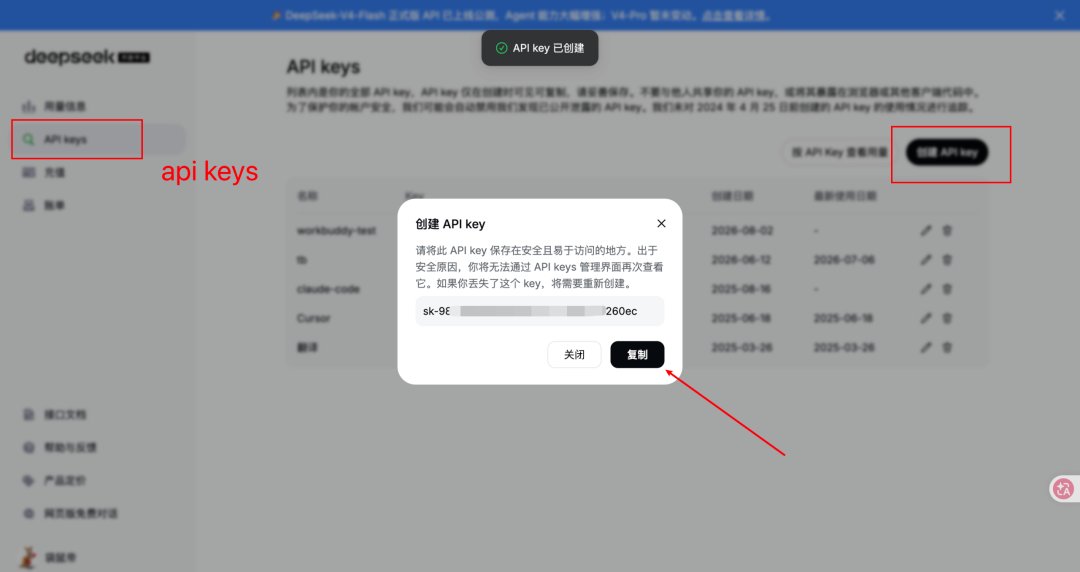 DeepSeek-V4-Flash 正式版 API 已上线公测，Agent 能力大幅增强；V4-Pro 暂未变动。点击查看详情。
API key 已创建
deepseek
API keys
列表内是你的全部 API key，API key 仅在创建时可见可复制，请妥善保存。不要与他人共享你的 API key，或将其暴露在浏览器或其他客户端代码中。
为了保护你的帐户安全，我们可能会自动禁用我们发现已公开泄露的 API key。我们未对 2024 年 4 月 25 日前创建的 API key 的使用情况进行追踪。
用量信息
API keys
api keys
充值
账单
按 API Key 查看用量
创建 API key
名称
Key
创建日期
最新使用日期
workbuddy-test
2026-08-02
-
tb
2026-06-12
2026-07-06
claude-code
2025-08-16
-
Cursor
2025-06-18
2025-06-18
翻译
2025-03-26
2025-03-26
创建 API key
请将此 API key 保存在安全且易于访问的地方。出于
安全原因，你将无法通过 API keys 管理界面再次查看
它。如果你丢失了这个 key，将需要重新创建。
sk-98
260ec
关闭
复制
接口文档
帮助与反馈
产品定价
网页版免费对话
袋鼠帝